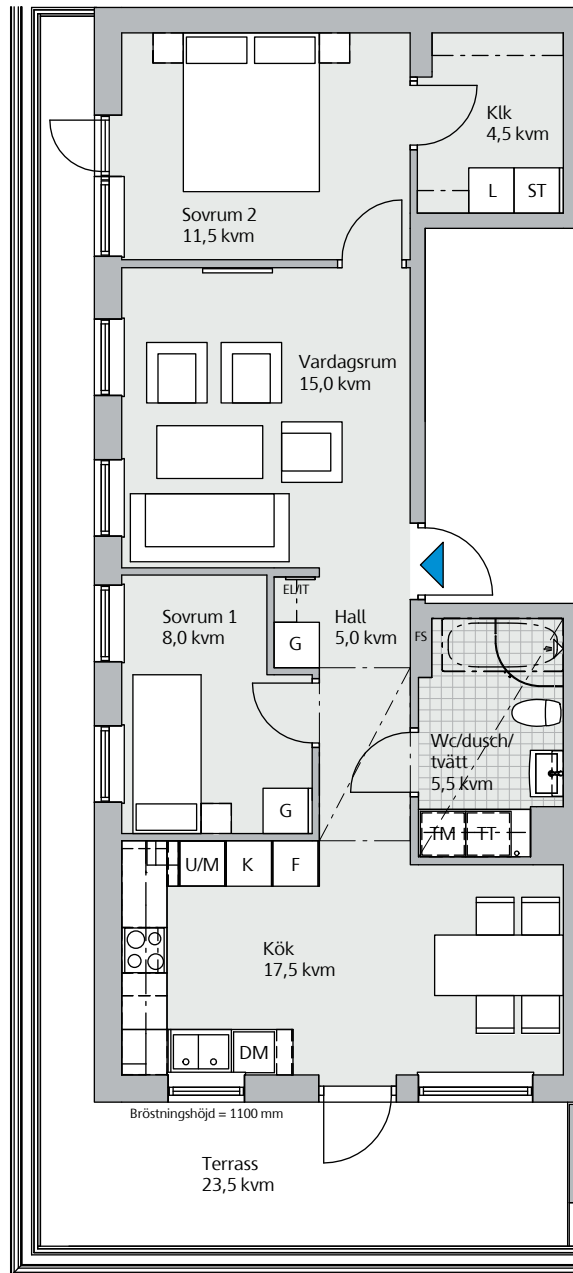 Klk
4,5 kvm
L
ST
Sovrum 2
11,5 kvm
Vardagsrum
15,0 kvm
EL/IT
Sovrum 1
8,0 kvm
G
Hall
5,0 kvm
FS
Wc/dusch/
tvätt
5,5 kvm
G
TM
TT
U/M
K
F
Kök
17,5 kvm
DM
Bröstningshöjd = 1100 mm
Terrass
23,5 kvm